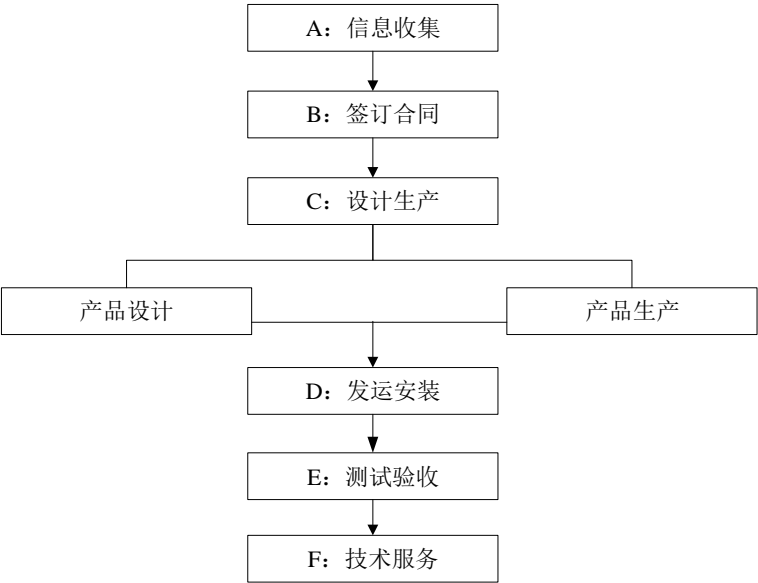 A：信息收集
B：签订合同
C：设计生产
产品设计
产品生产
D：发运安装
E：测试验收
F：技术服务